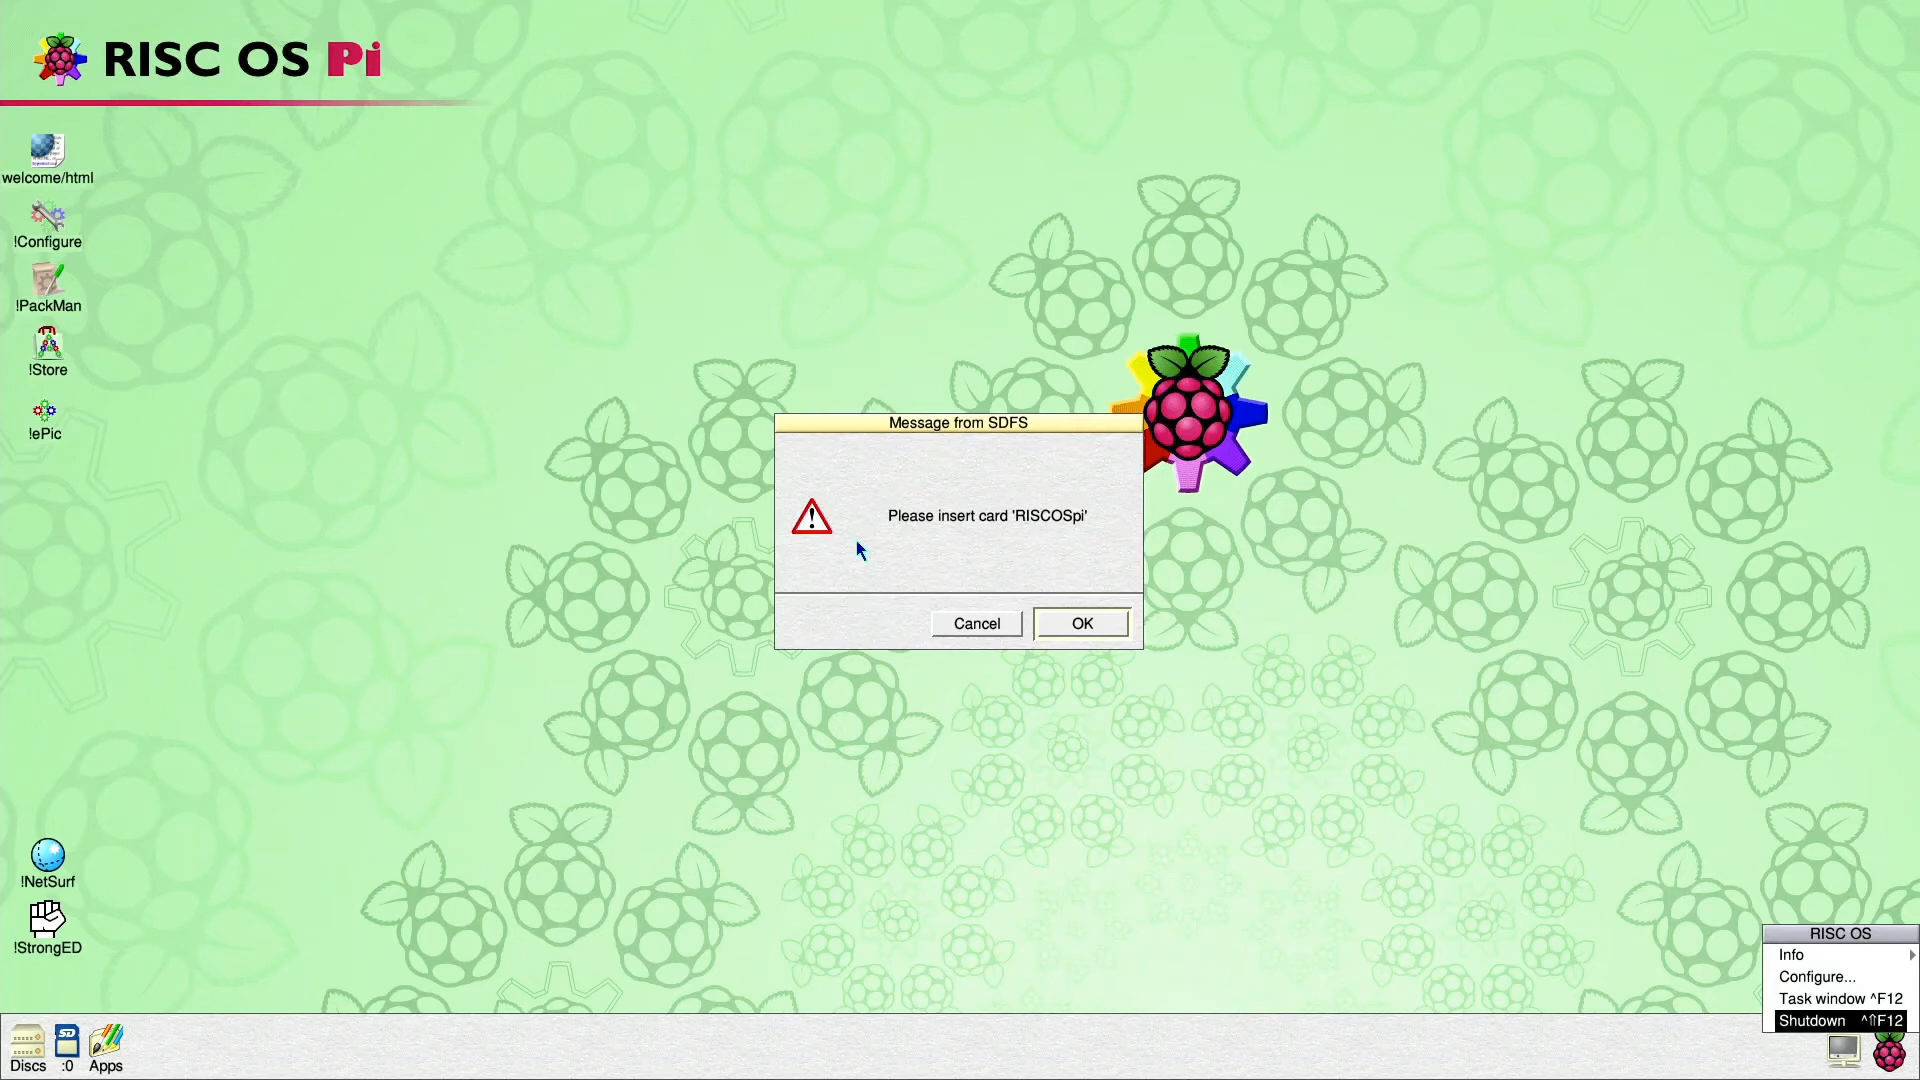 RISC OS Pi
welcome/html
!Configure
!PackMan
!Store
!ePic
Message from SDFS
Please insert card 'RISCOSpi'
Cancel
OK
!NetSurf
!StrongED
RISC OS
Info
Configure...
Task window ^F12
Shutdown ^⇧F12
SD
Discs
:0
Apps